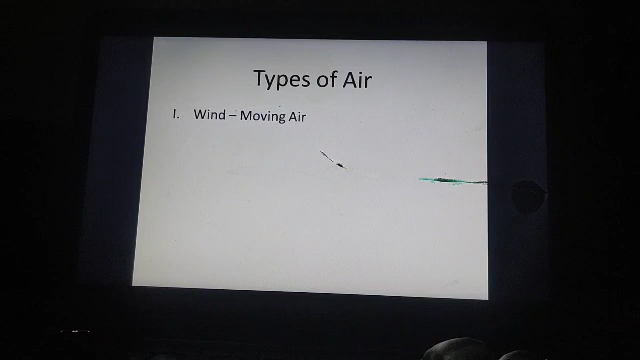 Types of Air
I. Wind – Moving Air